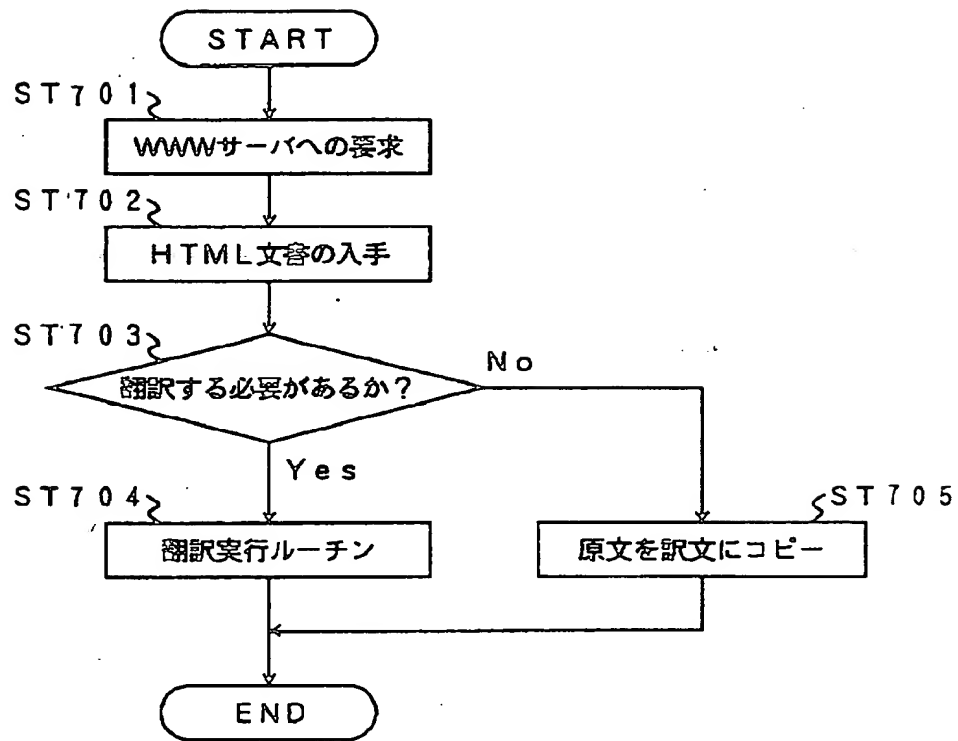 START
ST701
WWWサーバへの要求
ST702
HTML文書の入手
ST703
翻訳する必要があるか？
No
Yes
ST704
翻訳実行ルーチン
ST705
原文を訳文にコピー
END